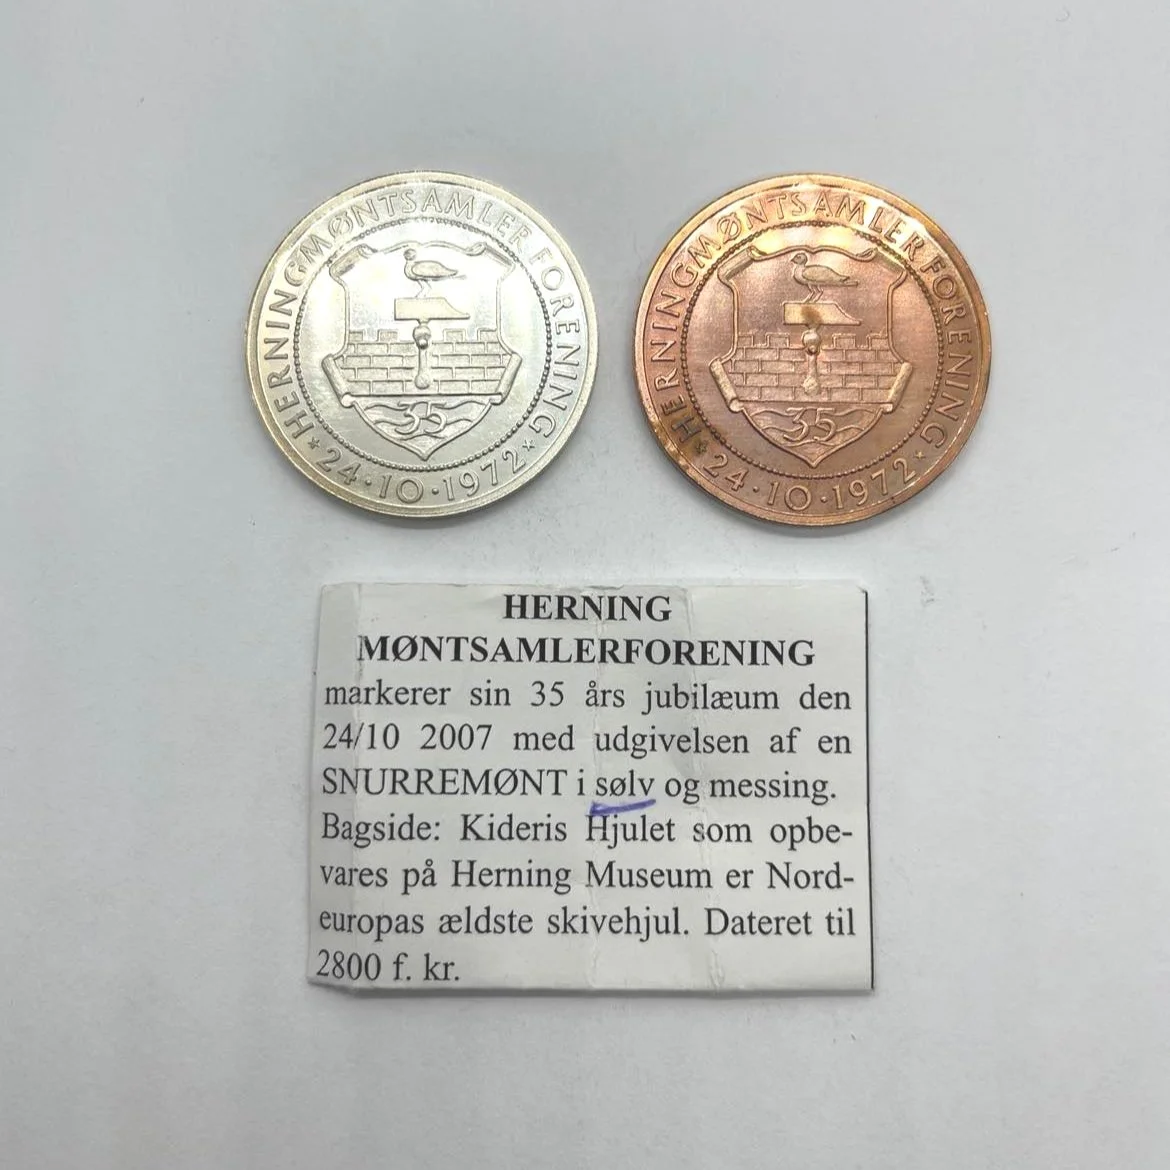 HERNINGMØNTSAMLERFORENING
*24·10·1972*
35
HERNINGMØNTSAMLERFORENING
*24·10·1972*
35
HERNING
MØNTSAMLERFORENING
markerer sin 35 års jubilæum den
24/10 2007 med udgivelsen af en
SNURREMØNT i sølv og messing.
Bagside: Kideris Hjulet som opbe-
vares på Herning Museum er Nord-
europas ældste skivehjul. Dateret til
2800 f. kr.